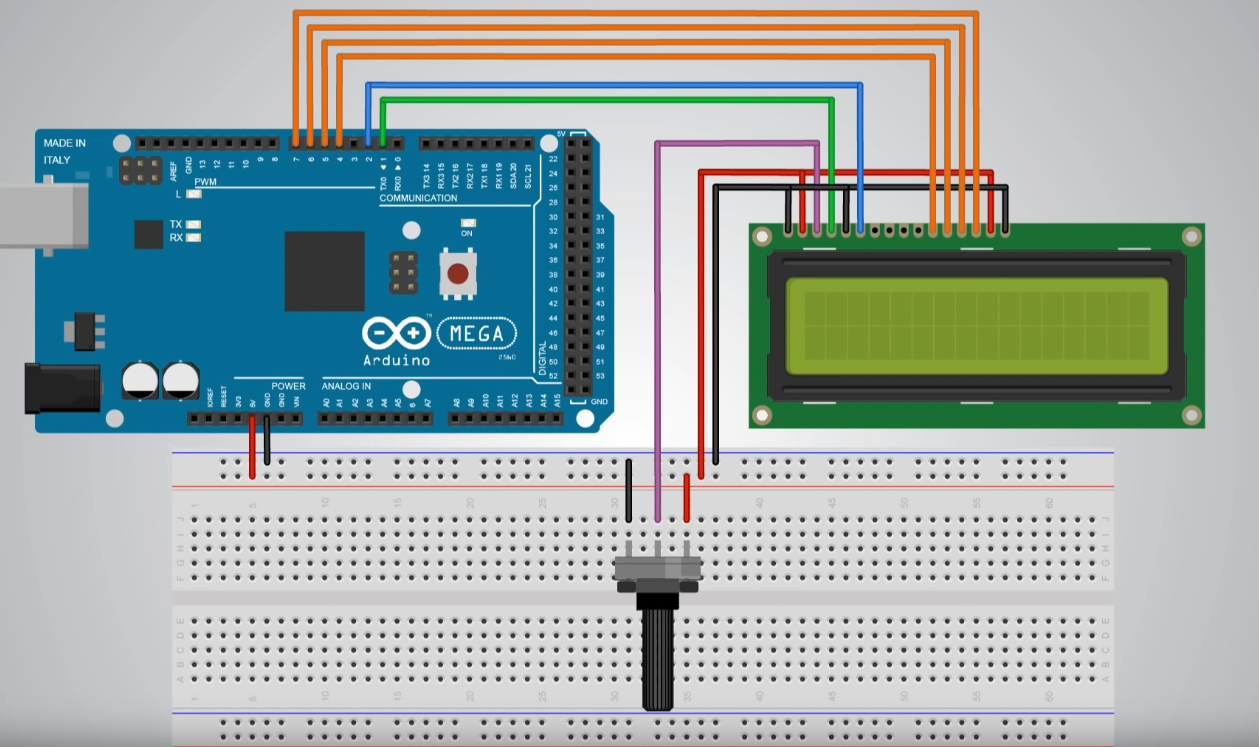 MADE IN
ITALY
AREF
GND
13
12
11
10
9
8
7
6
5
4
3
2
TX0 ◄ 1
RX0 ► 0
TX3 14
RX3 15
TX2 16
RX2 17
TX1 18
RX1 19
SDA 20
SCL 21
5V
22
24
26
28
30
32
34
36
38
40
42
44
46
48
50
52
31
33
35
37
39
41
43
45
47
49
51
53
GND
DIGITAL
PWM
COMMUNICATION
L
TX
RX
ON
MEGA
2560
Arduino
™
POWER
ANALOG IN
IOREF
RESET
3V3
5V
GND
GND
VIN
A0
A1
A2
A3
A4
A5
6
A7
A8
A9
A10
A11
A12
A13
A14
A15
1
5
10
15
20
25
30
40
45
50
55
60
J
I
H
G
F
J
I
H
G
F
E
D
C
B
A
E
D
C
B
A
1
5
10
15
20
25
30
35
40
45
50
55
60